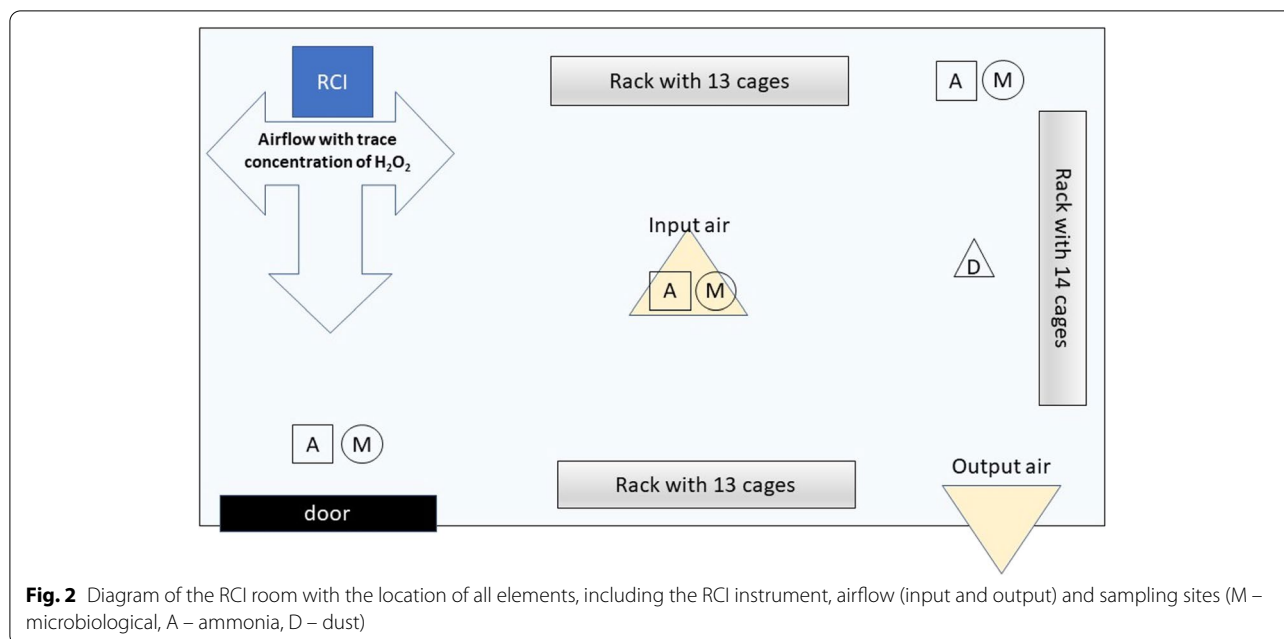 RCI
Rack with 13 cages
A
M
Airflow with trace
concentration of H₂O₂
Rack with 14 cages
Input air
A
M
D
A
M
Output air
Rack with 13 cages
door
Fig. 2 Diagram of the RCI room with the location of all elements, including the RCI instrument, airflow (input and output) and sampling sites (M –
microbiological, A – ammonia, D – dust)